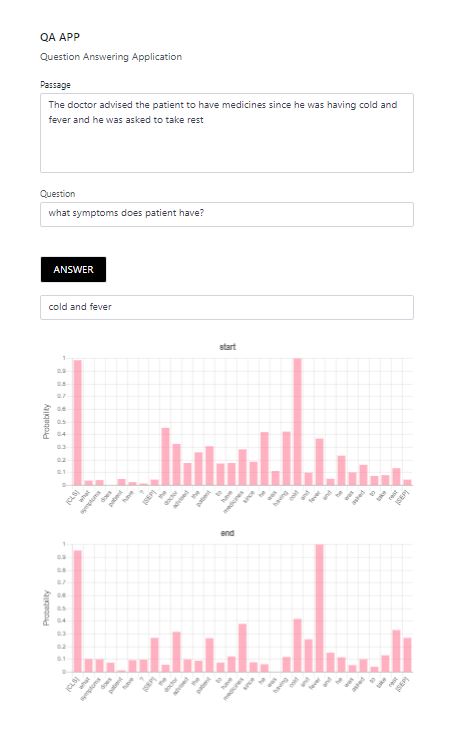 QA APP
Question Answering Application
Passage
The doctor advised the patient to have medicines since he was having cold and
fever and he was asked to take rest
Question
what symptoms does patient have?
ANSWER
cold and fever
start
Probability
1
0.9
0.8
0.7
0.6
0.5
0.4
0.3
0.2
0.1
0
[CLS] what symptoms does patient have ? [SEP] the doctor advised the patient to have medicines since he was having cold and fever and he was asked to take rest [SEP]
end
Probability
1
0.9
0.8
0.7
0.6
0.5
0.4
0.3
0.2
0.1
0
[CLS] what symptoms does patient have ? [SEP] the doctor advised the patient to have medicines since he was having cold and fever and he was asked to take rest [SEP]